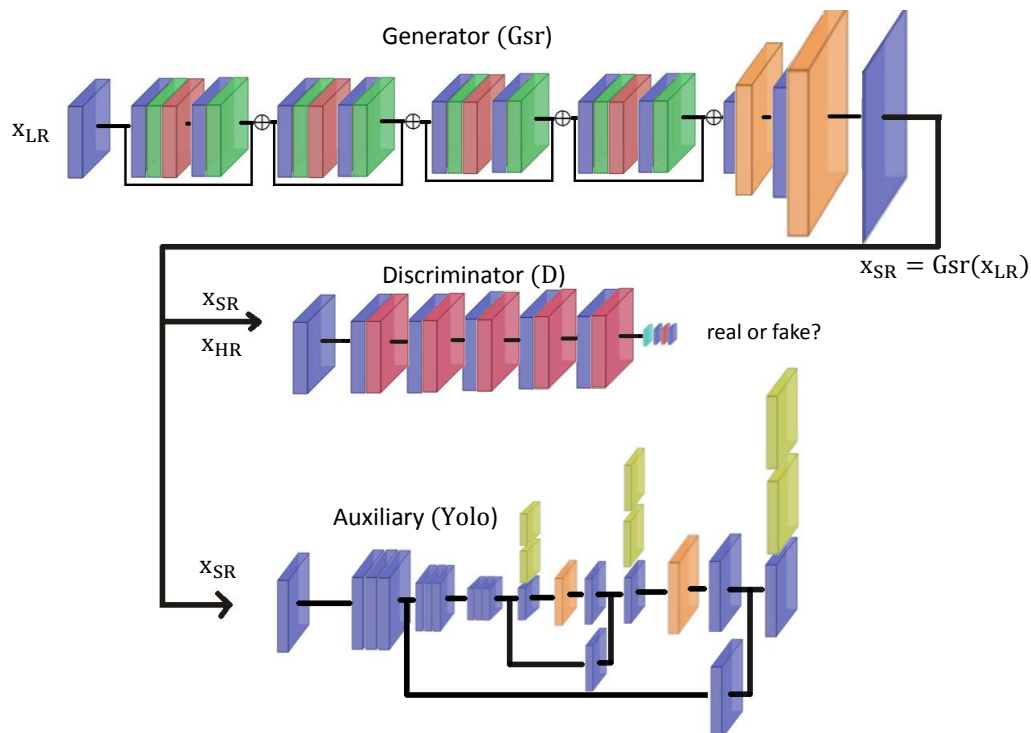 Generator (Gsr)
x_LR
x_SR = Gsr(x_LR)
Discriminator (D)
x_SR
x_HR
real or fake?
Auxiliary (Yolo)
x_SR